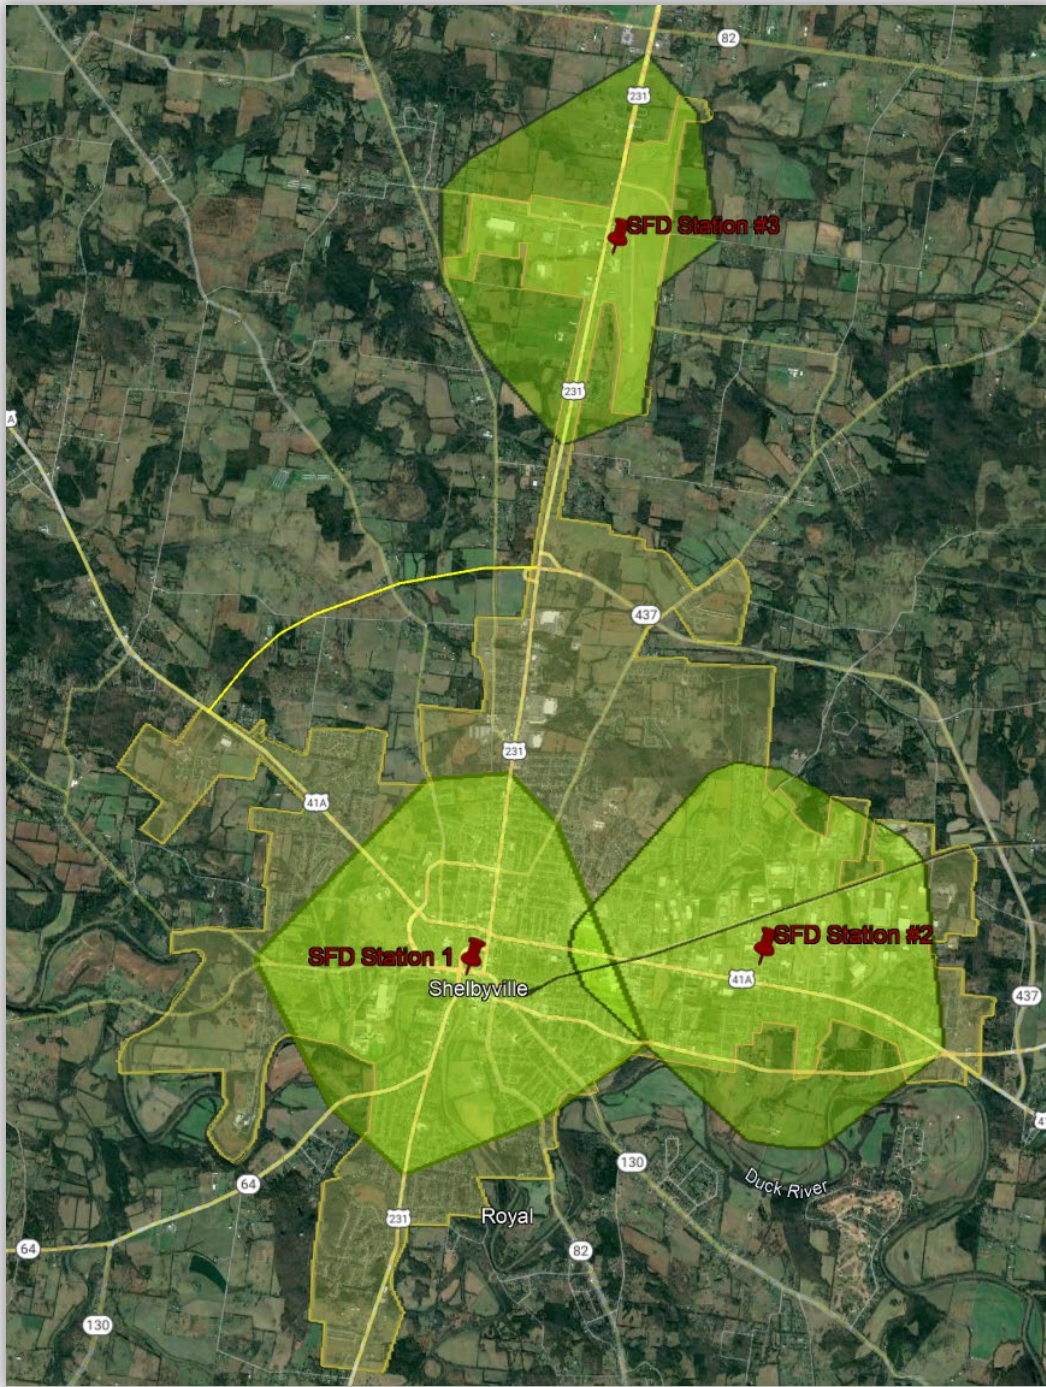 82
231
SFD Station #3
231
A
437
231
41A
SFD Station 1
SFD Station #2
Shelbyville
41A
437
41
Duck River
130
64
231
Royal
64
82
130